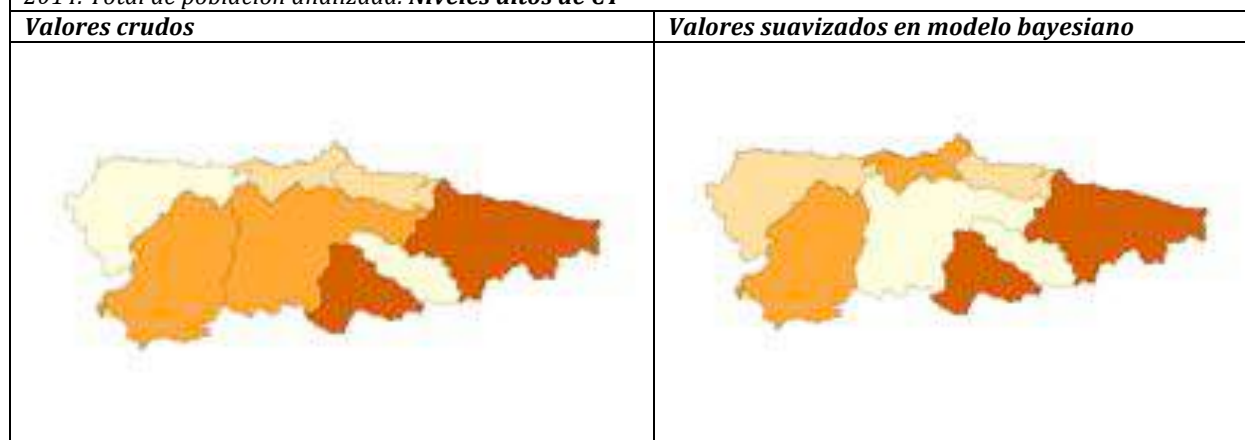 2014. Total de población analizada. Niveles altos de CT
Valores crudos
Valores suavizados en modelo bayesiano